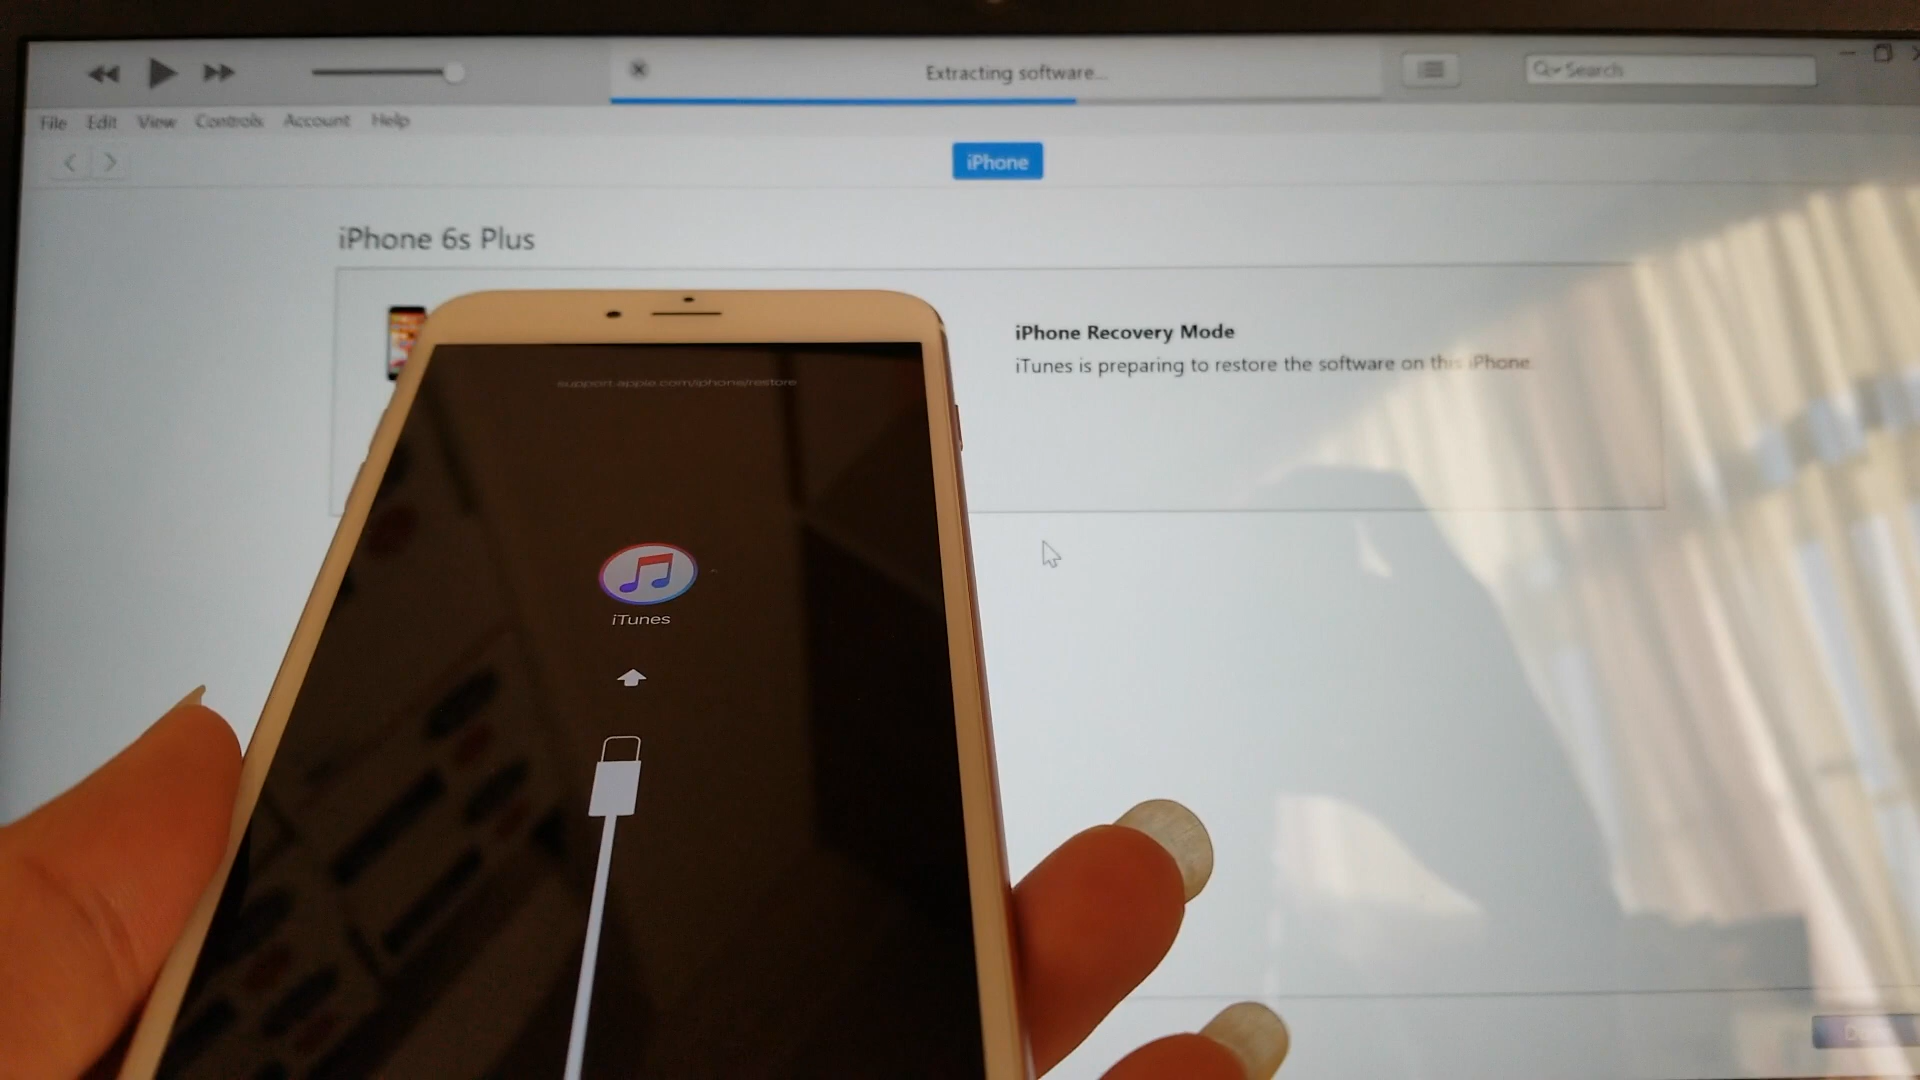 Extracting software...
Search
File Edit View Controls Account Help
iPhone
iPhone 6s Plus
iPhone Recovery Mode
iTunes is preparing to restore the software on this iPhone.
support.apple.com/iphone/restore
iTunes